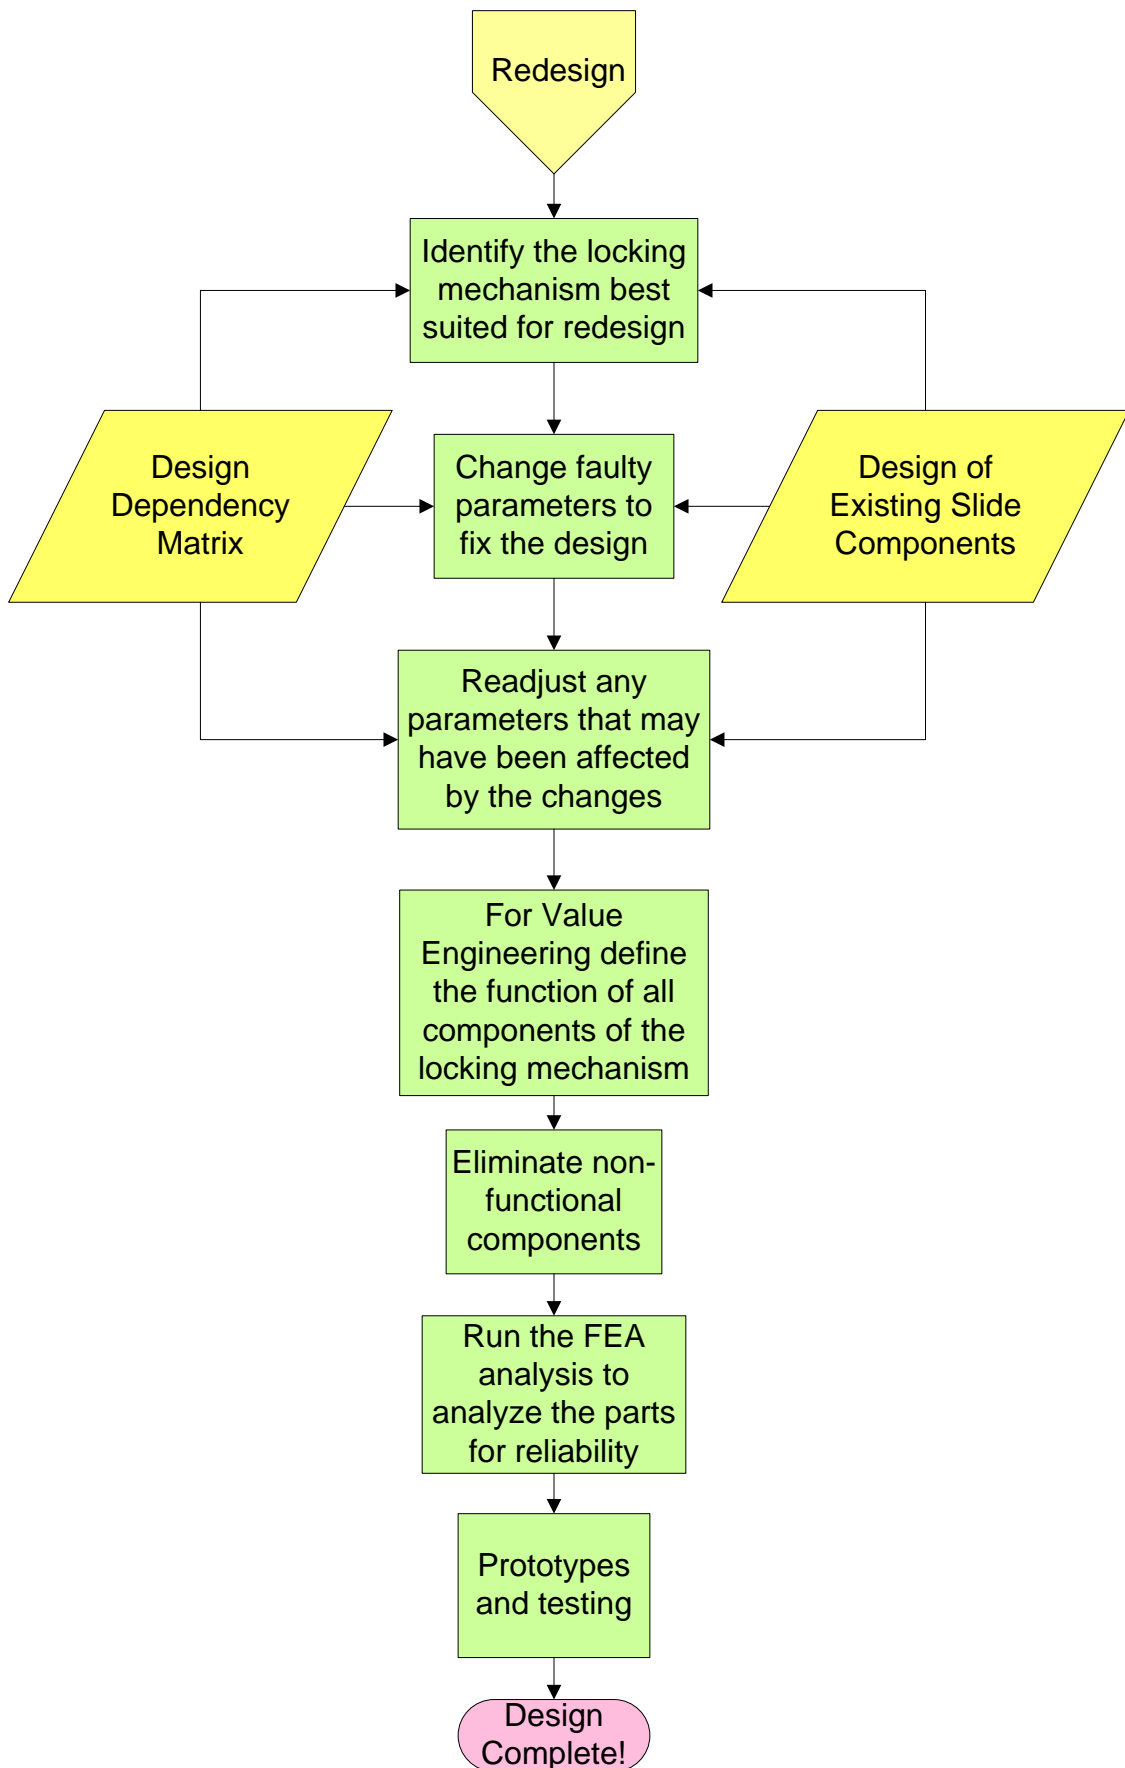 Redesign
Identify the locking
mechanism best
suited for redesign
Design
Dependency
Matrix
Change faulty
parameters to
fix the design
Design of
Existing Slide
Components
Readjust any
parameters that may
have been affected
by the changes
For Value
Engineering define
the function of all
components of the
locking mechanism
Eliminate non-
functional
components
Run the FEA
analysis to
analyze the parts
for reliability
Prototypes
and testing
Design
Complete!